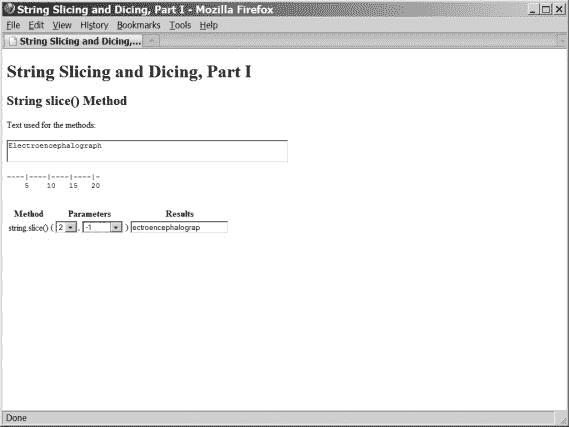 String Slicing and Dicing, Part I - Mozilla Firefox
File Edit View History Bookmarks Tools Help
String Slicing and Dicing,...
String Slicing and Dicing, Part I
String slice() Method
Text used for the methods:
Electroencephalograph
----|----|----|----|-
5 10 15 20
Method Parameters Results
string.slice() ( 2 , -1 ) ectroencephalograp
Done